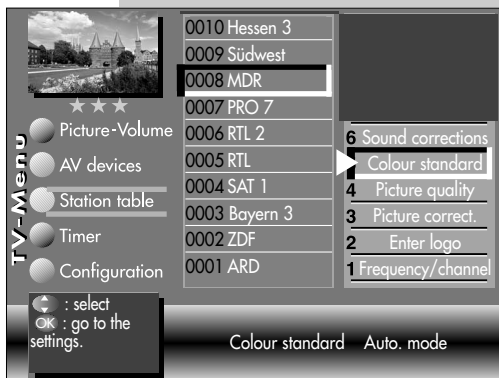 TV-Menu
Picture-Volume
AV devices
Station table
Timer
Configuration
0010 Hessen 3
0009 Südwest
0008 MDR
0007 PRO 7
0006 RTL 2
0005 RTL
0004 SAT 1
0003 Bayern 3
0002 ZDF
0001 ARD
6 Sound corrections
Colour standard
4 Picture quality
3 Picture correct.
2 Enter logo
1 Frequency/channel
: select
OK : go to the
settings.
Colour standard Auto. mode